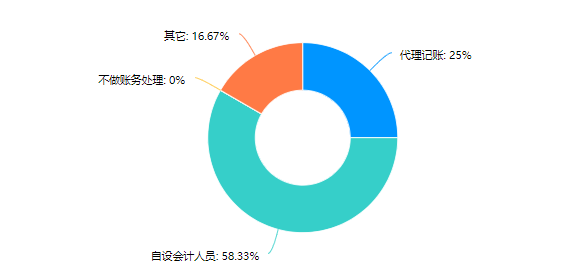 其它: 16.67%
代理记账: 25%
不做账务处理: 0%
自设会计人员: 58.33%